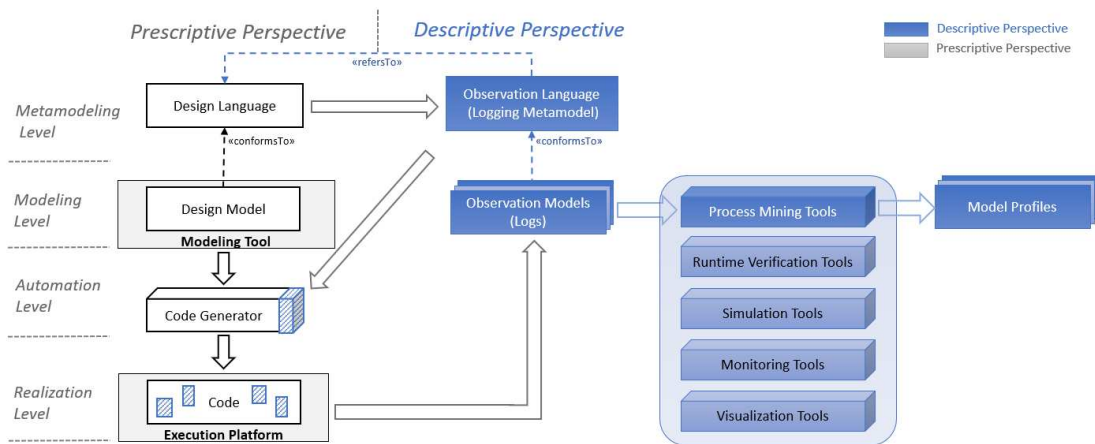 Prescriptive Perspective
Descriptive Perspective
Descriptive Perspective
Prescriptive Perspective
«refersTo»
Metamodeling
Level
Design Language
Observation Language
(Logging Metamodel)
«conformsTo»
«conformsTo»
Modeling
Level
Design Model
Modeling Tool
Observation Models
(Logs)
Process Mining Tools
Model Profiles
Runtime Verification Tools
Automation
Level
Code Generator
Simulation Tools
Monitoring Tools
Realization
Level
Code
Execution Platform
Visualization Tools